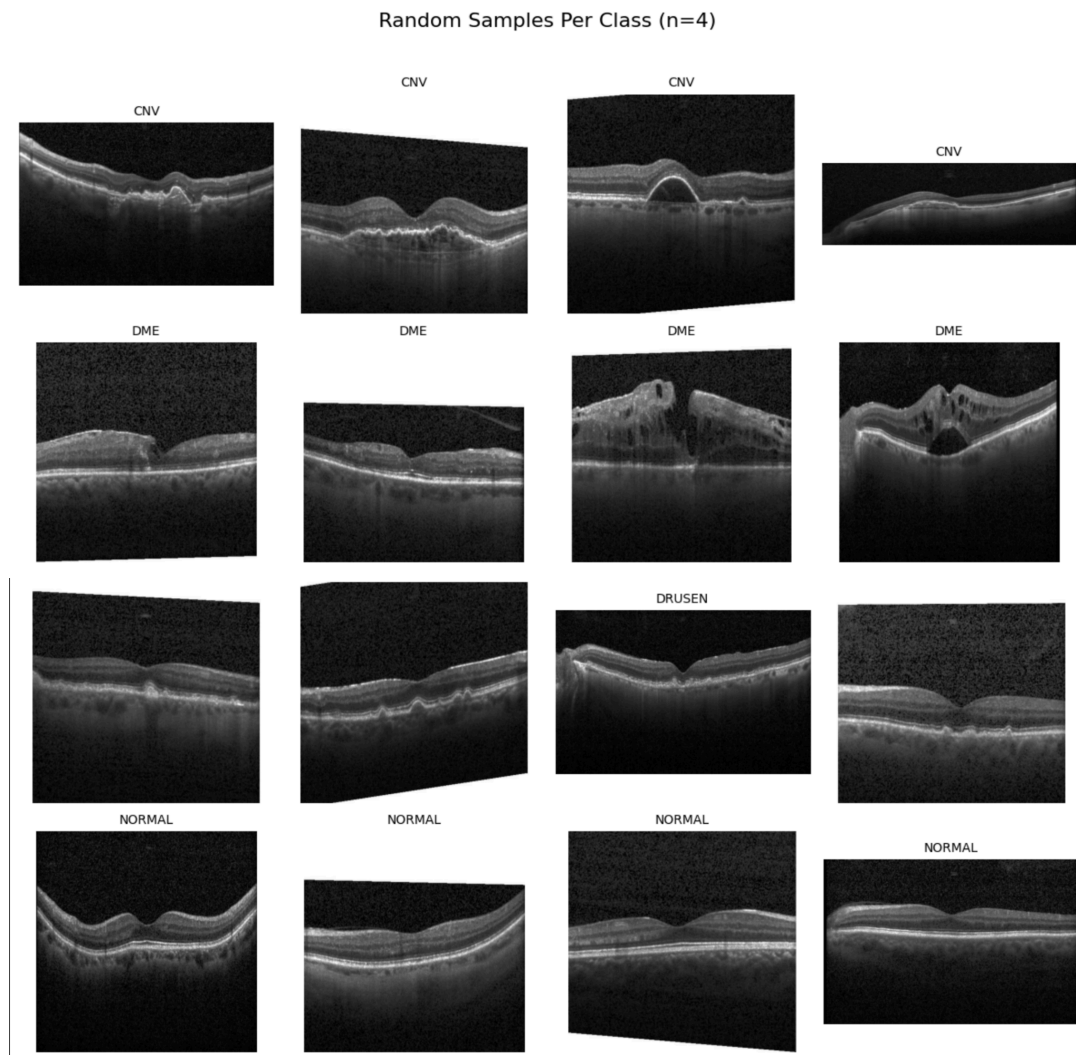 Random Samples Per Class (n=4)
CNV
CNV
CNV
CNV
DME
DME
DME
DME
DRUSEN
NORMAL
NORMAL
NORMAL
NORMAL